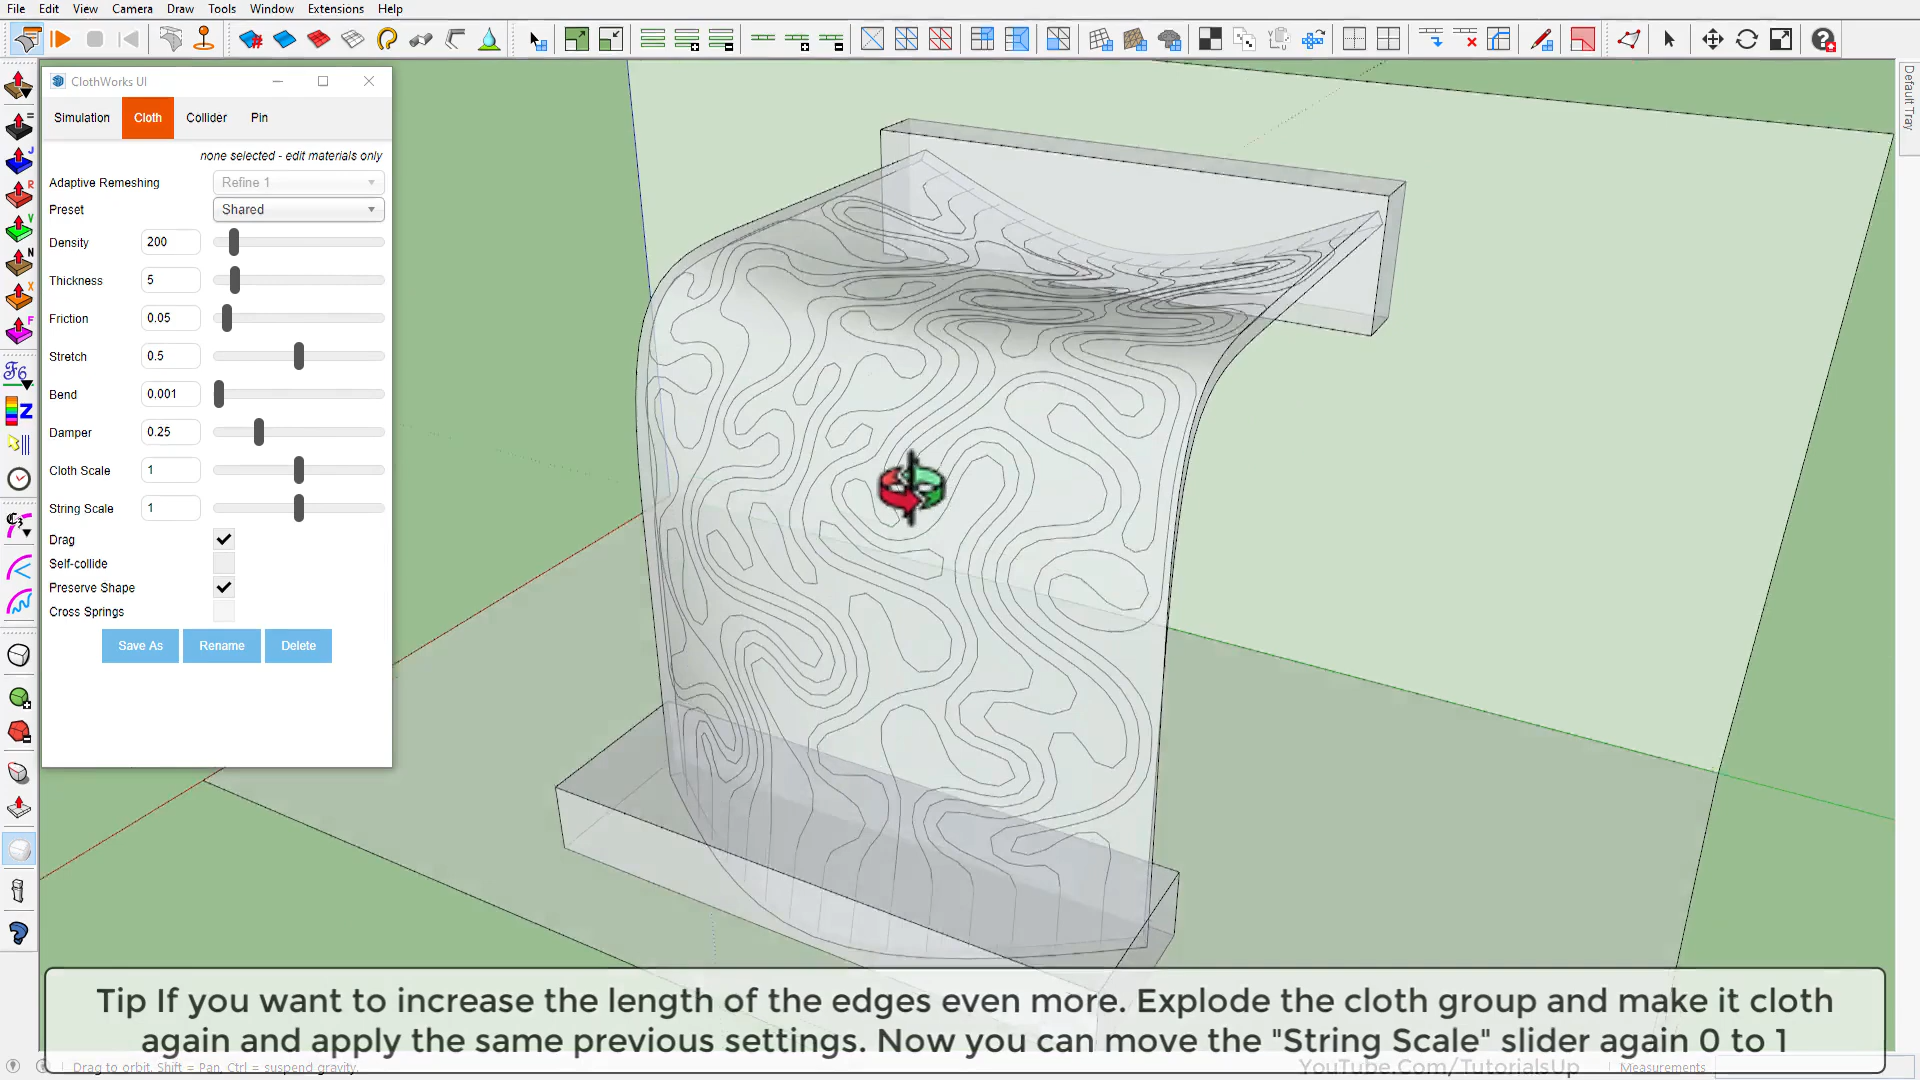 File Edit View Camera Draw Tools Window Extensions Help
ClothWorks UI
Simulation Cloth Collider Pin
none selected - edit materials only
Adaptive Remeshing Refine 1
Preset Shared
Density 200
Thickness 5
Friction 0.05
Stretch 0.5
Bend 0.001
Damper 0.25
Cloth Scale 1
String Scale 1
Drag
Self-collide
Preserve Shape
Cross Springs
Save As Rename Delete
Default Tray
Tip If you want to increase the length of the edges even more. Explode the cloth group and make it cloth
again and apply the same previous settings. Now you can move the "String Scale" slider again 0 to 1
Drag to orbit. Shift = Pan, Ctrl = suspend gravity. YouTube.Com/TutorialsUp Measurements